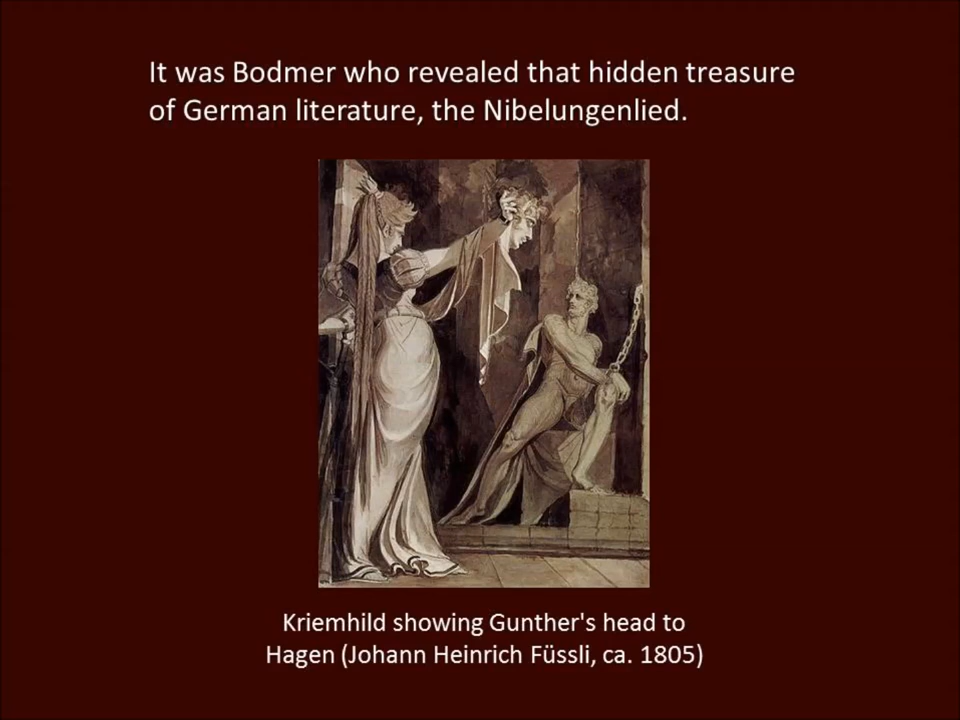 It was Bodmer who revealed that hidden treasure
of German literature, the Nibelungenlied.
Kriemhild showing Gunther's head to
Hagen (Johann Heinrich Füssli, ca. 1805)